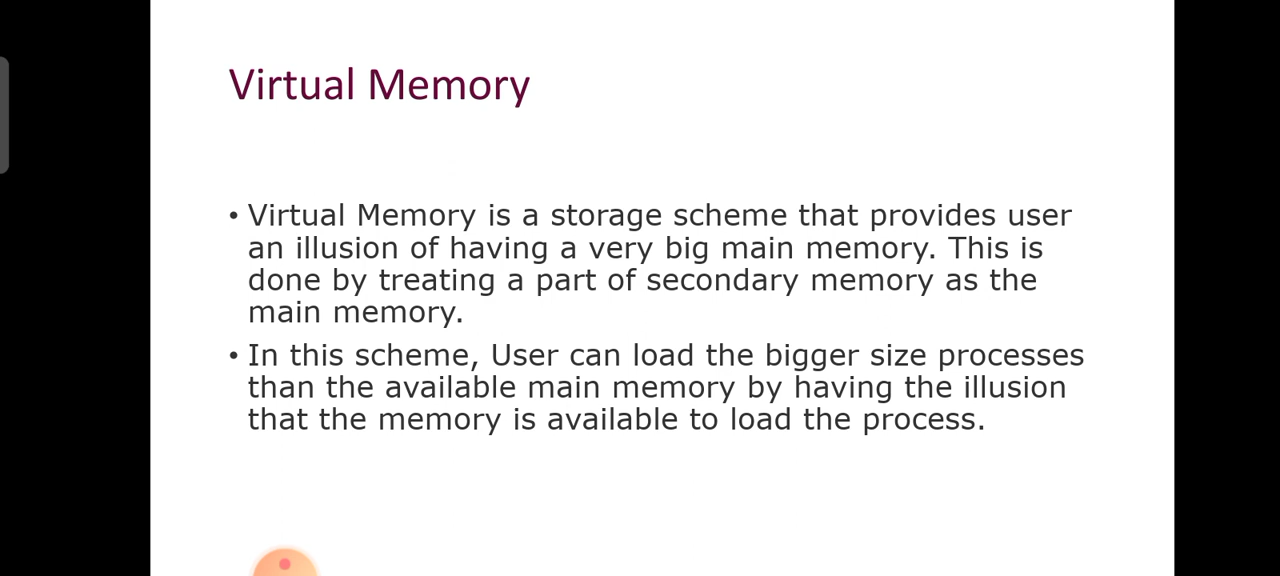 Virtual Memory
• Virtual Memory is a storage scheme that provides user
an illusion of having a very big main memory. This is
done by treating a part of secondary memory as the
main memory.
• In this scheme, User can load the bigger size processes
than the available main memory by having the illusion
that the memory is available to load the process.